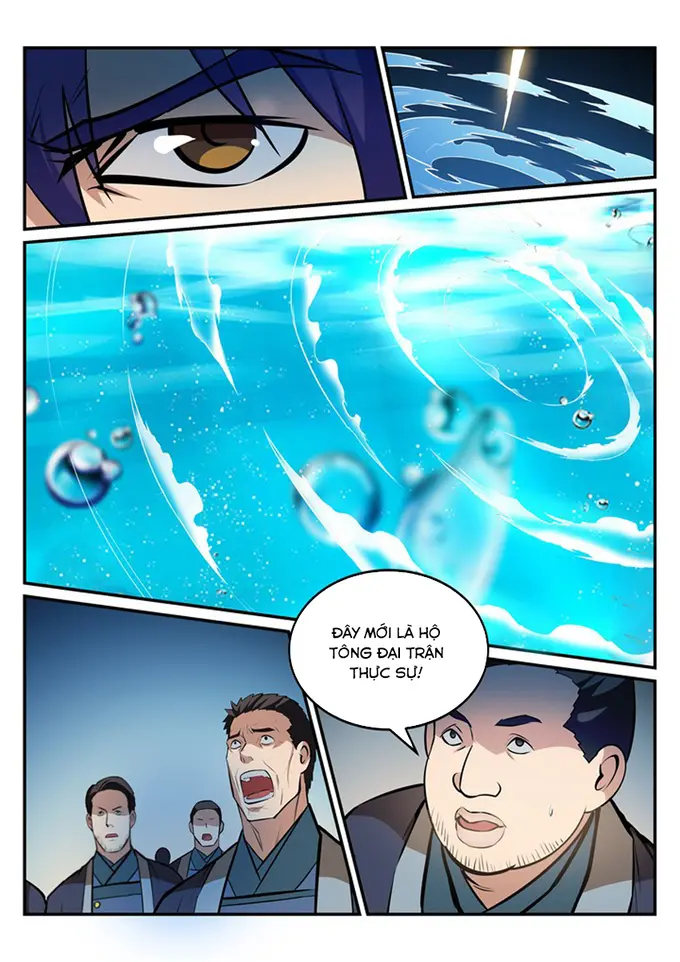 ĐÂY MỚI LÀ HỘ
TÔNG ĐẠI TRẬN
THỰC SỰ!